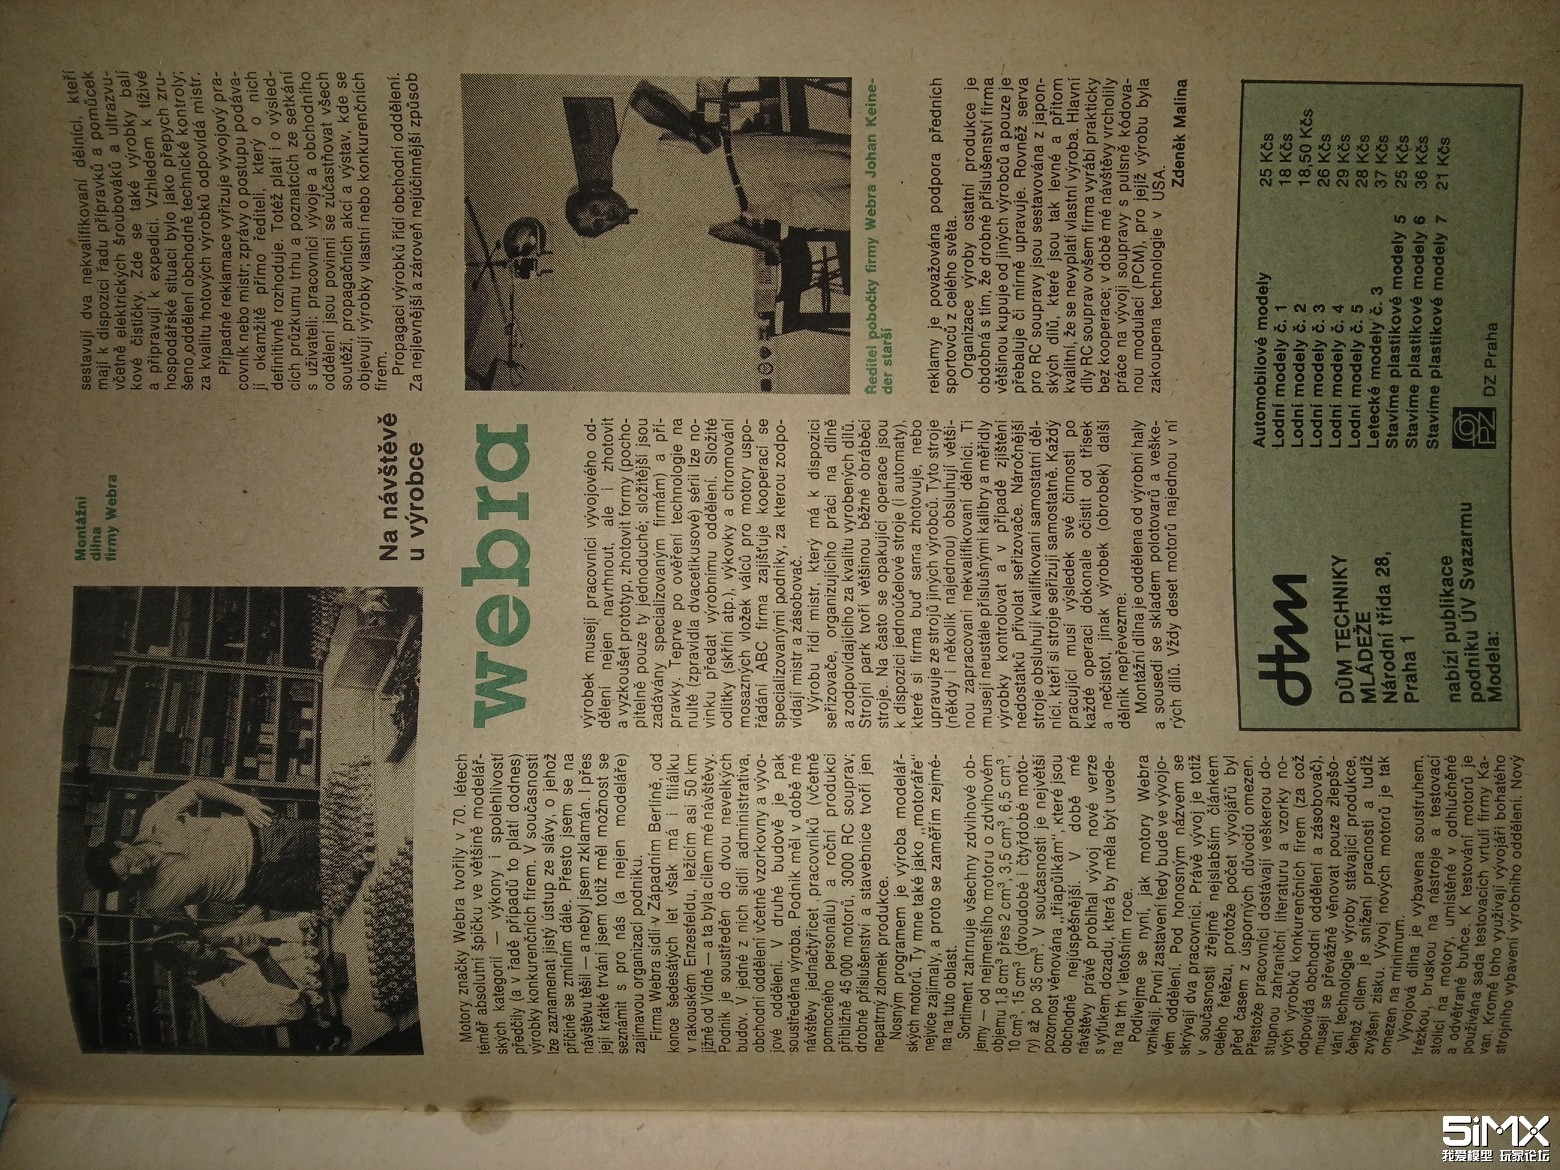 Montážní
dílna
firmy Webra
Na návštěvě
u výrobce
webra
Motory značky Webra tvořily v 70. létech
téměř absolutní špičku ve většině modelář-
ských kategorií — výkony i spolehlivostí
předčily (a v řadě případů to platí dodnes)
výrobky konkurenčních firem. V současnosti
lze zaznamenat jistý ústup ze slávy, o jehož
příčině se zmíním dále. Přesto jsem se na
návštěvu těšil — a nebyl jsem zklamán. I přes
její krátké trvání jsem totiž měl možnost se
seznámit s pro nás (a nejen modeláře)
zajímavou organizací podniku.
Firma Webra sídlí v Západním Berlíně, od
konce šedesátých let však má i filiálku
v rakouském Enzesfeldu, ležícím asi 50 km
jižně od Vídně — a ta byla cílem mé návštěvy.
Podnik je soustředěn do dvou nevelkých
budov. V jedné z nich sídlí administrativa,
obchodní oddělení včetně vzorkovny a vývo-
jové oddělení. V druhé budově je pak
soustředěna výroba. Podnik měl v době mé
návštěvy jednačtyřicet pracovníků (včetně
pomocného personálu) a roční produkci
přibližně 45 000 motorů, 3000 RC souprav;
drobné příslušenství a stavebnice tvoří jen
nepatrný zlomek produkce.
Nosným programem je výroba modelář-
ských motorů. Ty mne také jako „motoráře“
nejvíce zajímaly, a proto se zaměřím zejmé-
na na tuto oblast.
Sortiment zahrnuje všechny zdvihové ob-
jemy — od nejmenšího motoru o zdvihovém
objemu 1,8 cm³ přes 2 cm³, 3,5 cm³, 6,5 cm³,
10 cm³, 15 cm³ (dvoudobé i čtyřdobé moto-
ry) až po 35 cm³. V současnosti je největší
pozornost věnována „třiapůlkám“, které jsou
obchodně nejúspěšnější. V době mé
návštěvy právě probíhal vývoj nové verze
s výfukem dozadu, která by měla být uvede-
na na trh v letošním roce.
Podívejme se nyní, jak motory Webra
vznikají. První zastavení tedy bude ve vývojo-
vém oddělení. Pod honosným názvem se
skrývají dva pracovníci. Právě vývoj je totiž
v současnosti zřejmě nejslabším článkem
celého řetězu, protože počet vývojářů byl
před časem z úsporných důvodů omezen.
Přestože pracovníci dostávají veškerou do-
stupnou zahraniční literaturu a vzorky no-
vých výrobků konkurenčních firem (za což
odpovídá obchodní oddělení a zásobovač),
musejí se převážně věnovat pouze zlepšo-
vání technologie výroby stávající produkce,
čehož cílem je snížení pracnosti a tudíž
zvýšení zisku. Vývoj nových motorů je tak
omezen na minimum.
Vývojová dílna je vybavena soustruhem,
frézkou, bruskou na nástroje a testovací
stolicí na motory, umístěné v odhlučněné
a odvětrané buňce. K testování motorů je
používána sada testovacích vrtulí firmy Ka-
van. Kromě toho využívají vývojáři bohatého
strojního vybavení výrobního oddělení. Nový
výrobek musejí pracovníci vývojového od-
dělení nejen navrhnout, ale i zhotovit
a vyzkoušet prototyp, zhotovit formy (pocho-
pitelně pouze ty jednoduché; složitější jsou
zadávány specializovaným firmám) a pří-
pravky. Teprve po ověření technologie na
nulté (zpravidla dvacetikusové) sérii lze no-
vinku předat výrobnímu oddělení. Složité
odlitky (skříní atp.), výkovky a chromování
mosazných vložek válců pro motory uspo-
řádání ABC firma zajišťuje kooperací se
specializovanými podniky, za kterou zodpo-
vídají mistr a zásobovač.
Výrobu řídí mistr, který má k dispozici
seřizovače, organizujícího práci na dílně
a zodpovídajícího za kvalitu vyrobených dílů.
Strojní park tvoří většinou běžné obráběcí
stroje. Na často se opakující operace jsou
k dispozici jednoúčelové stroje (i automaty),
které si firma buď sama zhotovuje, nebo
upravuje ze strojů jiných výrobců. Tyto stroje
(někdy i několik najednou) obsluhují větši-
nou zapracovaní nekvalifikovaní dělníci. Ti
musejí neustále příslušnými kalibry a měřidly
výrobky kontrolovat a v případě zjištění
nedostatků přivolat seřizovače. Náročnější
stroje obsluhují kvalifikovaní samostatní děl-
níci, kteří si stroje seřizují samostatně. Každý
pracující musí výsledek své činnosti po
každé operaci dokonale očistit od třísek
a nečistot, jinak výrobek (obrobek) další
dělník nepřevezme.
Montážní dílna je oddělena od výrobní haly
a sousedí se skladem polotovarů a veške-
rých dílů. Vždy deset motorů najednou v ní
sestavují dva nekvalifikovaní dělníci, kteří
mají k dispozici řadu přípravků a pomůcek
včetně elektrických šroubováků a ultrazvu-
kové čističky. Zde se také výrobky balí
a připravují k expedici. Vzhledem k tíživé
hospodářské situaci bylo jako přepych zru-
šeno oddělení obchodně technické kontroly;
za kvalitu hotových výrobků odpovídá mistr.
Případné reklamace vyřizuje vývojový pra-
covník nebo mistr; zprávy o postupu podáva-
jí okamžitě přímo řediteli, který o nich
definitivně rozhoduje. Totéž platí i o výsled-
cích průzkumu trhu a poznatcích ze setkání
s uživateli: pracovníci vývoje a obchodního
oddělení jsou povinni se zúčastňovat všech
soutěží, propagačních akcí a výstav, kde se
objevují výrobky vlastní nebo konkurenčních
firem.
Propagaci výrobků řídí obchodní oddělení.
Za nejlevnější a zároveň nejúčinnější způsob
Ředitel pobočky firmy Webra Johan Keine-
der starší
reklamy je považována podpora předních
sportovců z celého světa.
Organizace výroby ostatní produkce je
obdobná s tím, že drobné příslušenství firma
většinou kupuje od jiných výrobců a pouze je
přebaluje či mírně upravuje. Rovněž serva
pro RC soupravy jsou sestavována z japon-
ských dílů, které jsou tak levné a přitom
kvalitní, že se nevyplatí vlastní výroba. Hlavní
díly RC souprav ovšem firma vyrábí prakticky
bez kooperace; v době mé návštěvy vrcholily
práce na vývoji soupravy s pulsně kódova-
nou modulací (PCM), pro jejíž výrobu byla
zakoupena technologie v USA.
Zdeněk Malina
dtm
DŮM TECHNIKY
MLÁDEŽE
Národní třída 28,
Praha 1
nabízí publikace
podniku ÚV Svazarmu
Modela:
Automobilové modely 25 Kčs
Lodní modely č. 1 18 Kčs
Lodní modely č. 2 18,50 Kčs
Lodní modely č. 3 26 Kčs
Lodní modely č. 4 29 Kčs
Lodní modely č. 5 28 Kčs
Letecké modely č. 3 37 Kčs
Stavíme plastikové modely 5 25 Kčs
Stavíme plastikové modely 6 36 Kčs
Stavíme plastikové modely 7 21 Kčs
PZ DZ Praha
5iMX
我爱模型 玩家论坛